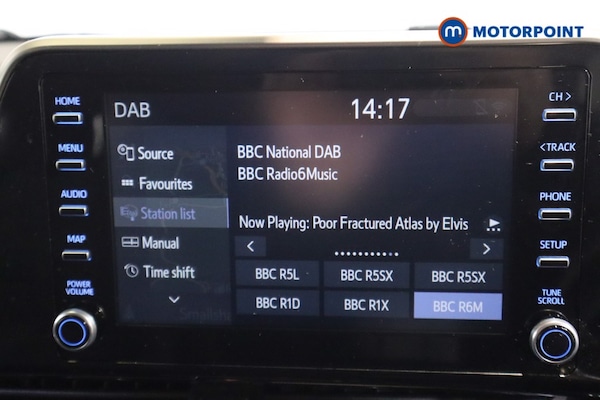 MOTORPOINT
HOME
MENU
AUDIO
MAP
POWER
VOLUME
DAB
14:17
Source
Favourites
Station list
Manual
Time shift
BBC National DAB
BBC Radio6Music
Now Playing: Poor Fractured Atlas by Elvis
BBC R5L
BBC R5SX
BBC R5SX
BBC R1D
BBC R1X
BBC R6M
CH >
<TRACK
PHONE
SETUP
TUNE
SCROLL